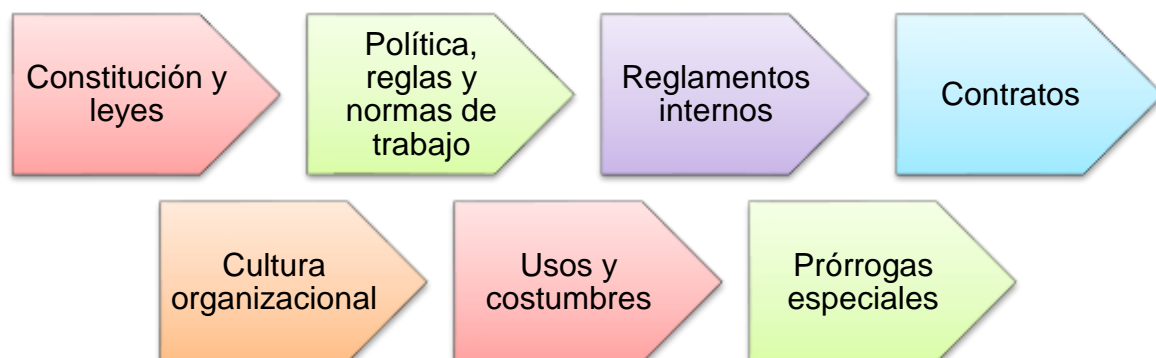 Constitución y
leyes
Política,
reglas y
normas de
trabajo
Reglamentos
internos
Contratos
Cultura
organizacional
Usos y
costumbres
Prórrogas
especiales